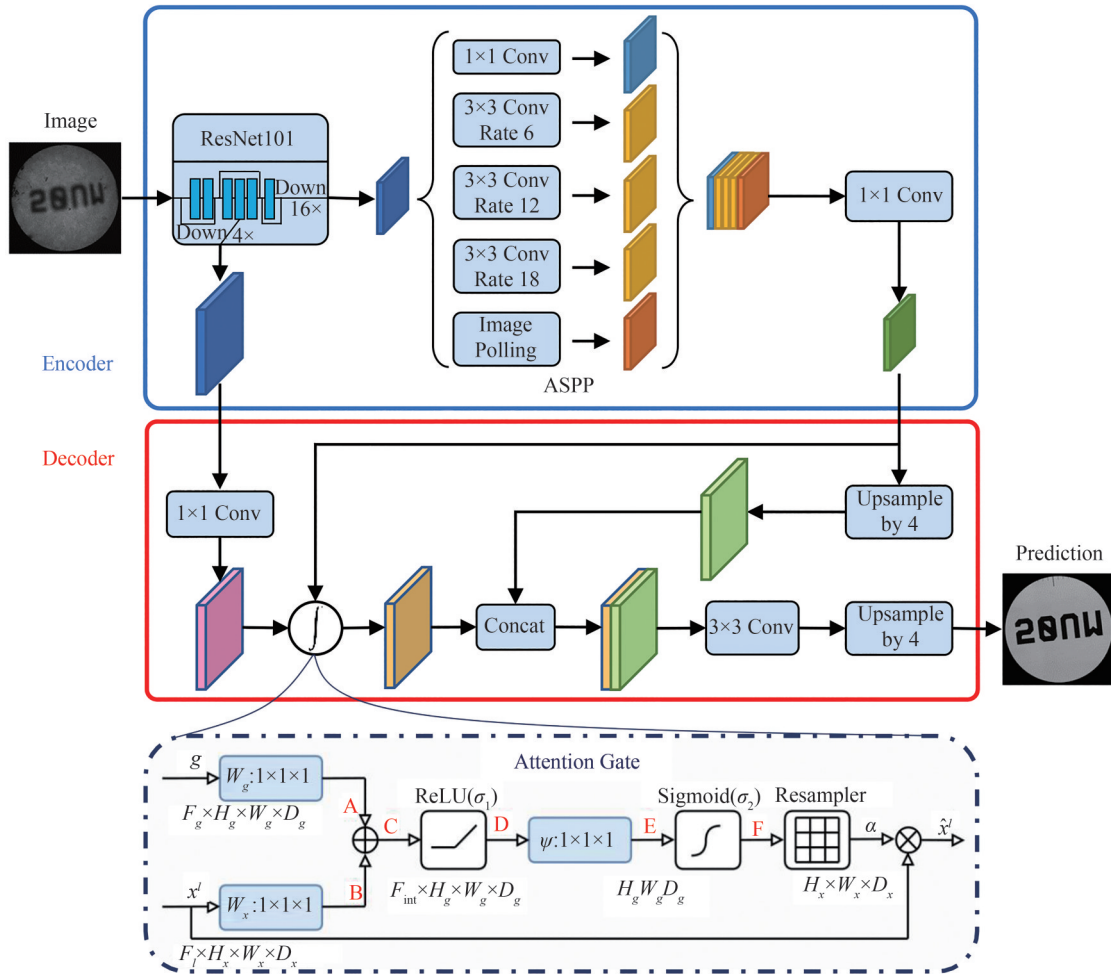 Image
ResNet101
Down
16×
Down
4×
1×1 Conv
3×3 Conv
Rate 6
3×3 Conv
Rate 12
3×3 Conv
Rate 18
Image
Polling
ASPP
1×1 Conv
Encoder
Decoder
1×1 Conv
Upsample
by 4
Concat
3×3 Conv
Upsample
by 4
Prediction
Attention Gate
g
W_g:1×1×1
F_g×H_g×W_g×D_g
A
x^l
W_x:1×1×1
F_l×H_x×W_x×D_x
B
C
ReLU(σ_1)
D
F_int×H_g×W_g×D_g
ψ:1×1×1
E
H_gW_gD_g
Sigmoid(σ_2)
F
Resampler
H_x×W_x×D_x
α
x̂^l